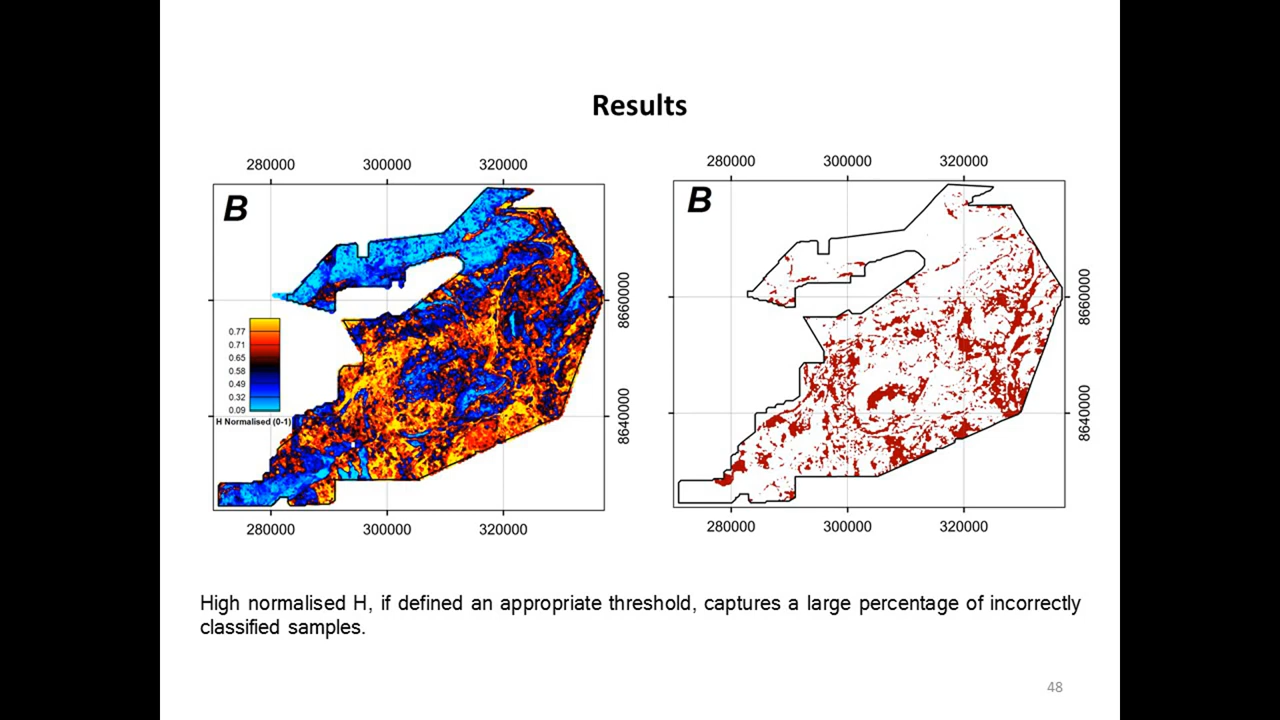 Results
280000 300000 320000
B
0.77
0.71
0.65
0.58
0.49
0.32
0.09
H Normalised (0-1)
8660000
8640000
280000 300000 320000
280000 300000 320000
B
8660000
8640000
280000 300000 320000
High normalised H, if defined an appropriate threshold, captures a large percentage of incorrectly
classified samples.
48